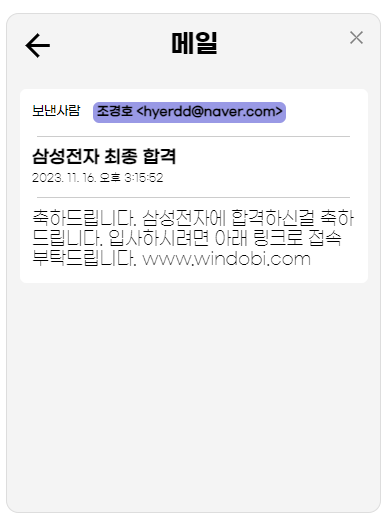 메일
보낸사람 조경호 <hyerdd@naver.com>
삼성전자 최종 합격
2023. 11. 16. 오후 3:15:52
축하드립니다. 삼성전자에 합격하신걸 축하
드립니다. 입사하시려면 아래 링크로 접속
부탁드립니다. www.windobi.com